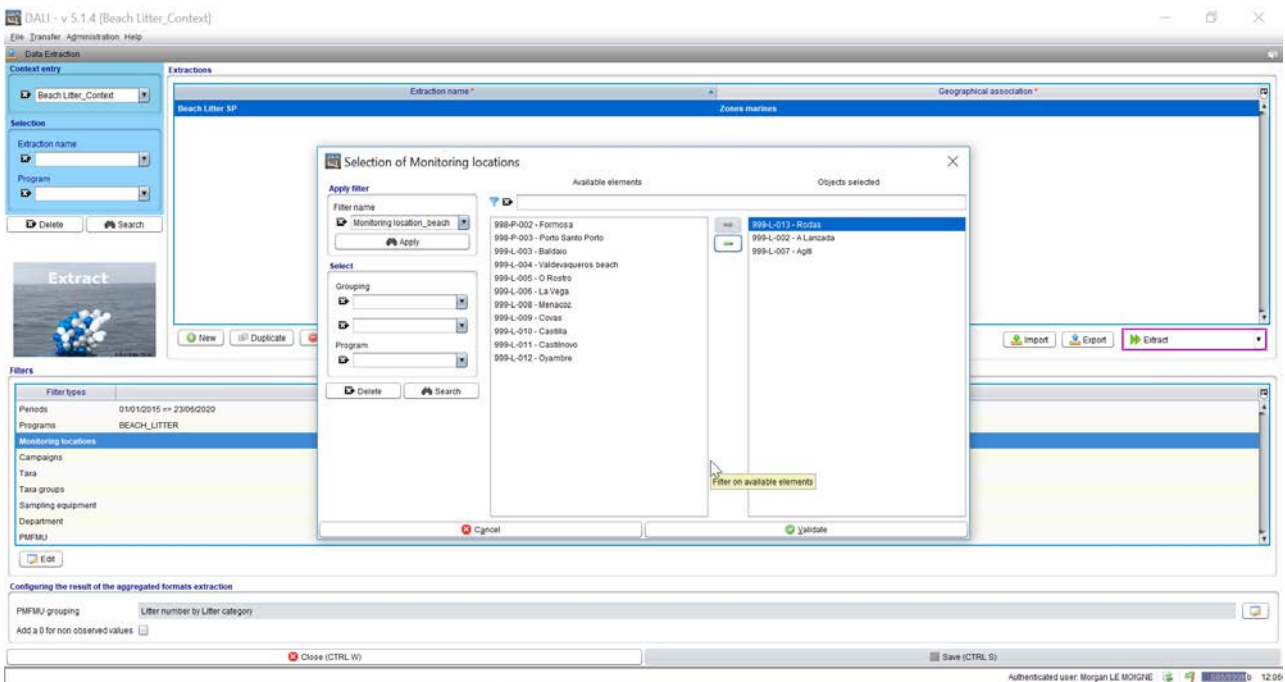 DALI - v 5.1.4 [Beach Litter_Context]
File Transfer Administration Help
Data Extraction
Context entry
Beach Litter_Context
Selection
Extraction name
Program
Delete
Search
Extract
Extractions
Extraction name *
Geographical association *
Beach Litter SP
Zones marines
New
Duplicate
Import
Export
Extract
Selection of Monitoring locations
Apply filter
Filter name
Monitoring location_beach
Apply
Select
Grouping
Program
Delete
Search
Available elements
Objects selected
998-P-002 - Formosa
998-P-003 - Porto Santo Porto
999-L-003 - Baldaio
999-L-004 - Valdevaqueros beach
999-L-005 - O Rostro
999-L-006 - La Vega
999-L-008 - Menacoz
999-L-009 - Covas
999-L-010 - Castilla
999-L-011 - Castilnovo
999-L-012 - Oyambre
999-L-013 - Rodas
999-L-002 - A Lanzada
999-L-007 - Agiti
Filter on available elements
Cancel
Validate
Filters
Filter types
Periods
01/01/2015 => 23/06/2020
Programs
BEACH_LITTER
Monitoring locations
Campaigns
Taxa
Taxa groups
Sampling equipment
Department
PMFMU
Edit
Configuring the result of the aggregated formats extraction
PMFMU grouping
Litter number by Litter category
Add a 0 for non observed values
Close (CTRL W)
Save (CTRL S)
Authenticated user: Morgan LE MOIGNE
12:05